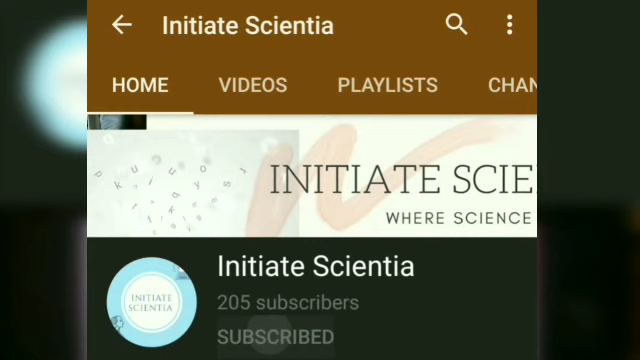 Initiate Scientia
HOME VIDEOS PLAYLISTS CHAN
INITIATE SCIE
WHERE SCIENCE
Initiate Scientia
INITIATE
SCIENTIA
205 subscribers
SUBSCRIBED